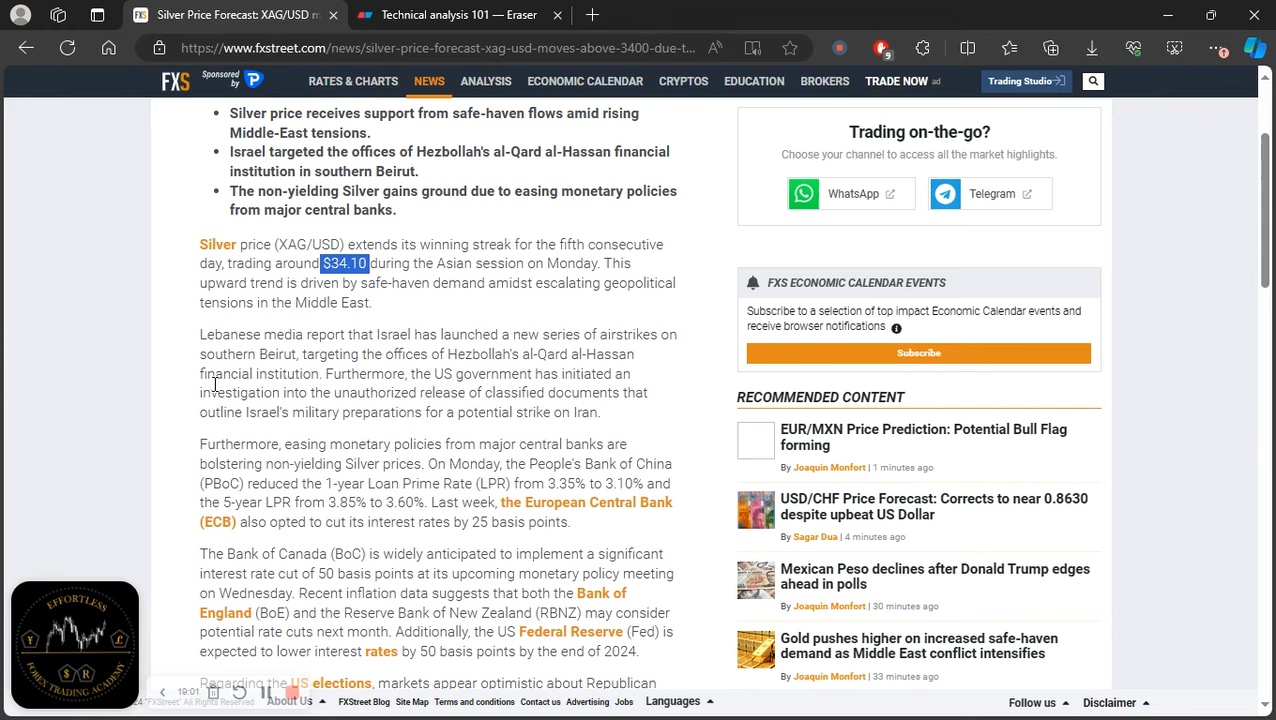 Silver Price Forecast: XAG/USD m
Technical analysis 101 — Eraser
https://www.fxstreet.com/news/silver-price-forecast-xag-usd-moves-above-3400-due-t...
9
FXS
Sponsored by
RATES & CHARTS
NEWS
ANALYSIS
ECONOMIC CALENDAR
CRYPTOS
EDUCATION
BROKERS
TRADE NOW ad
Trading Studio
Silver price receives support from safe-haven flows amid rising
Middle-East tensions.
Israel targeted the offices of Hezbollah's al-Qard al-Hassan financial
institution in southern Beirut.
The non-yielding Silver gains ground due to easing monetary policies
from major central banks.
Silver price (XAG/USD) extends its winning streak for the fifth consecutive
day, trading around $34.10 during the Asian session on Monday. This
upward trend is driven by safe-haven demand amidst escalating geopolitical
tensions in the Middle East.
Lebanese media report that Israel has launched a new series of airstrikes on
southern Beirut, targeting the offices of Hezbollah's al-Qard al-Hassan
financial institution. Furthermore, the US government has initiated an
investigation into the unauthorized release of classified documents that
outline Israel's military preparations for a potential strike on Iran.
Furthermore, easing monetary policies from major central banks are
bolstering non-yielding Silver prices. On Monday, the People's Bank of China
(PBoC) reduced the 1-year Loan Prime Rate (LPR) from 3.35% to 3.10% and
the 5-year LPR from 3.85% to 3.60%. Last week, the European Central Bank
(ECB) also opted to cut its interest rates by 25 basis points.
The Bank of Canada (BoC) is widely anticipated to implement a significant
interest rate cut of 50 basis points at its upcoming monetary policy meeting
on Wednesday. Recent inflation data suggests that both the Bank of
England (BoE) and the Reserve Bank of New Zealand (RBNZ) may consider
potential rate cuts next month. Additionally, the US Federal Reserve (Fed) is
expected to lower interest rates by 50 basis points by the end of 2024.
Regarding the US elections, markets appear optimistic about Republican
Trading on-the-go?
Choose your channel to access all the market highlights.
WhatsApp
Telegram
FXS ECONOMIC CALENDAR EVENTS
Subscribe to a selection of top impact Economic Calendar events and
receive browser notifications
Subscribe
RECOMMENDED CONTENT
EUR/MXN Price Prediction: Potential Bull Flag
forming
By Joaquin Monfort | 1 minutes ago
USD/CHF Price Forecast: Corrects to near 0.8630
despite upbeat US Dollar
By Sagar Dua | 4 minutes ago
Mexican Peso declines after Donald Trump edges
ahead in polls
By Joaquin Monfort | 30 minutes ago
Gold pushes higher on increased safe-haven
demand as Middle East conflict intensifies
By Joaquin Monfort | 33 minutes ago
EFFORTLESS
¥ £
$ R
FOREX TRADING ACADEMY
19:01
24 "FXStreet" All Rights Reserved
About Us
FXStreet Blog
Site Map
Terms and conditions
Contact us
Advertising
Jobs
Languages
Follow us
Disclaimer